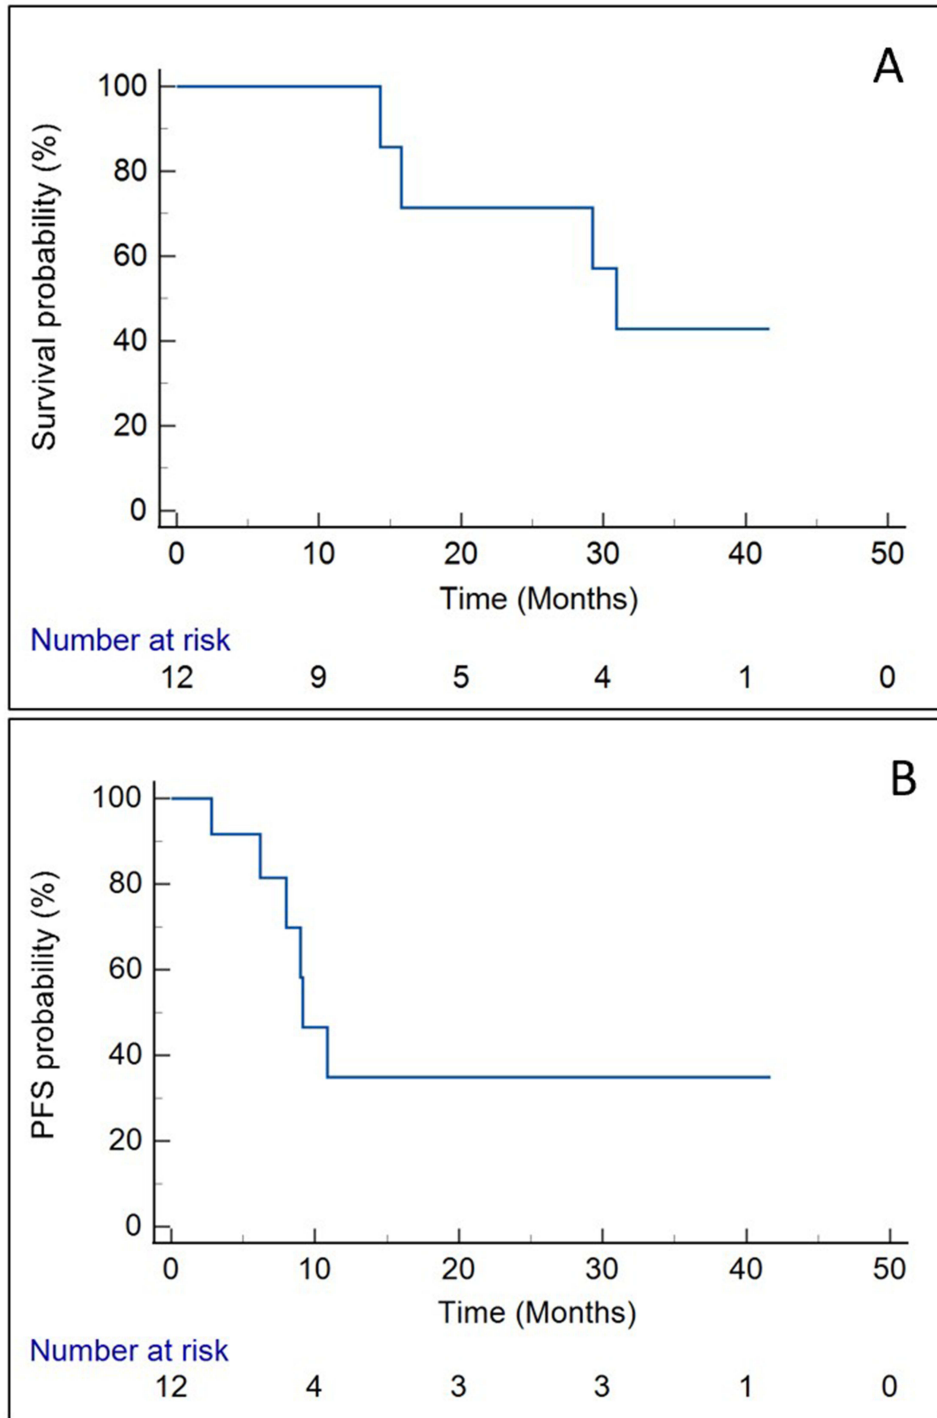 A
Survival probability (%)
100
80
60
40
20
0
0 10 20 30 40 50
Time (Months)
Number at risk
12 9 5 4 1 0
B
PFS probability (%)
100
80
60
40
20
0
0 10 20 30 40 50
Time (Months)
Number at risk
12 4 3 3 1 0